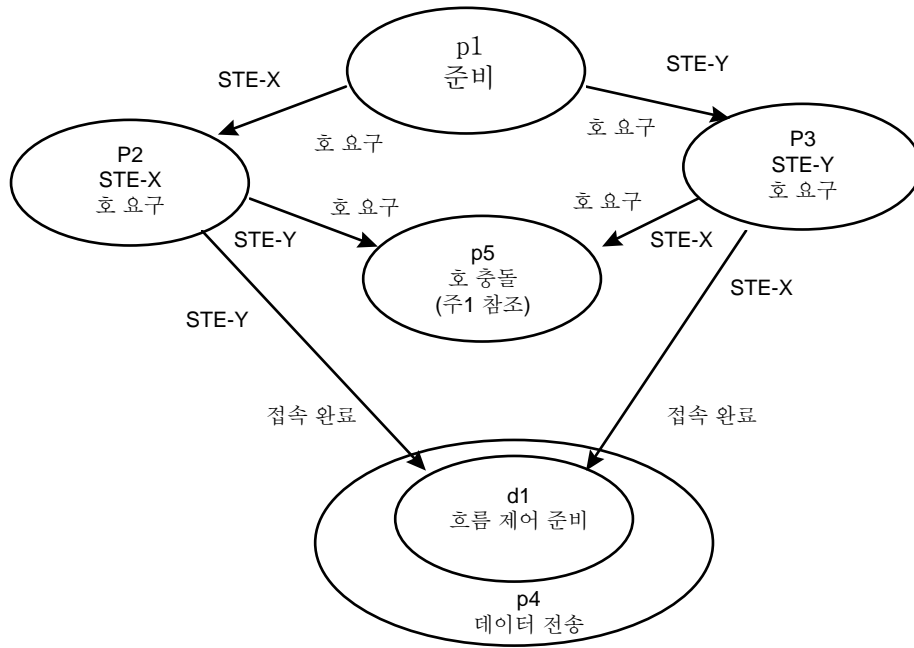 p1
준비
STE-X
STE-Y
호 요구
호 요구
P2
STE-X
호 요구
P3
STE-Y
호 요구
호 요구
호 요구
STE-Y
STE-X
p5
호 충돌
(주1 참조)
STE-Y
STE-X
접속 완료
접속 완료
d1
흐름 제어 준비
p4
데이터 전송